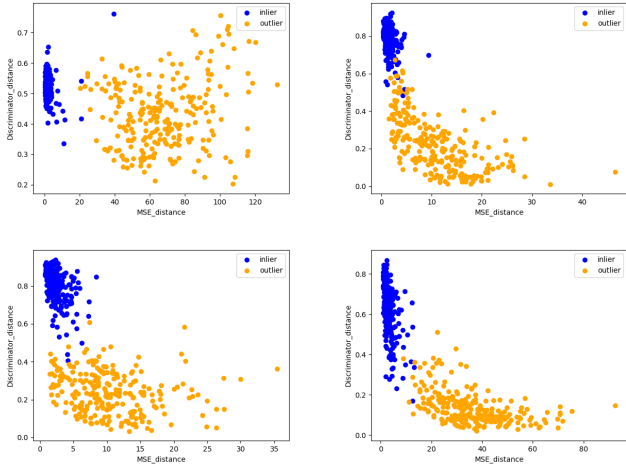 inlier
outlier
0.7
0.6
0.5
0.4
0.3
0.2
Discriminator_distance
0 20 40 60 80 100 120
MSE_distance
inlier
outlier
0.8
0.6
0.4
0.2
0.0
Discriminator_distance
0 20 40
MSE_distance
inlier
outlier
0.8
0.6
0.4
0.2
0.0
Discriminator_distance
0 5 10 15 20 25 30 35
MSE_distance
inlier
outlier
0.8
0.6
0.4
0.2
0.0
Discriminator_distance
0 20 40 60 80
MSE_distance